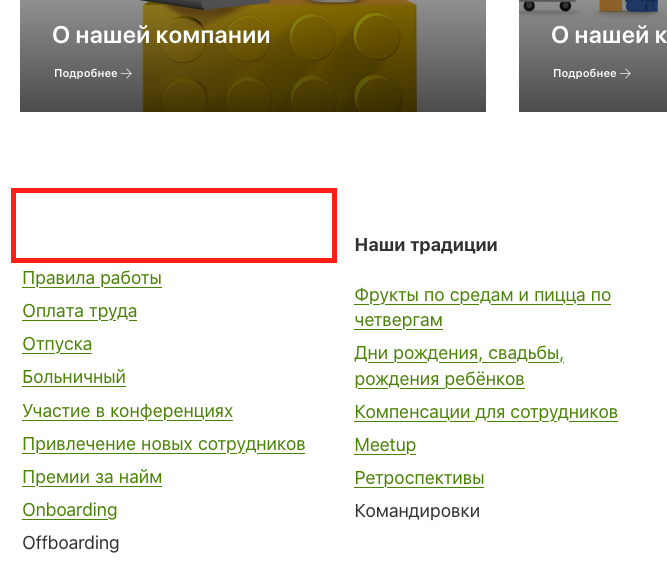 О нашей компании
Подробнее →
О нашей к
Подробнее →
Правила работы
Оплата труда
Отпуска
Больничный
Участие в конференциях
Привлечение новых сотрудников
Премии за найм
Onboarding
Offboarding
Наши традиции
Фрукты по средам и пицца по
четвергам
Дни рождения, свадьбы,
рождения ребёнков
Компенсации для сотрудников
Meetup
Ретроспективы
Командировки